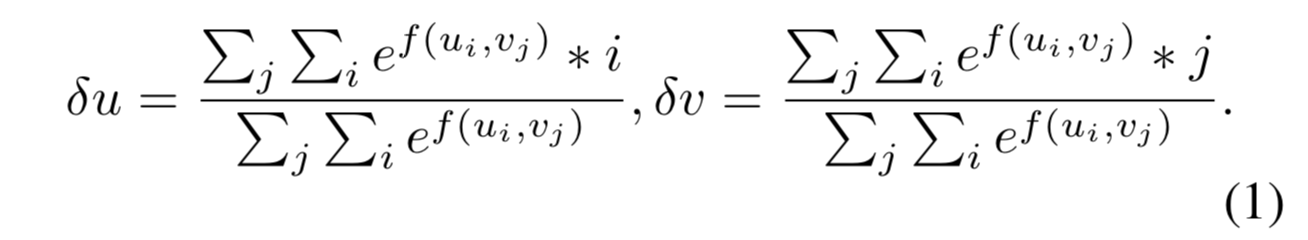 δu = \frac{\sum_j \sum_i e^{f(u_i,v_j)} * i}{\sum_j \sum_i e^{f(u_i,v_j)}}, δv = \frac{\sum_j \sum_i e^{f(u_i,v_j)} * j}{\sum_j \sum_i e^{f(u_i,v_j)}}.
(1)